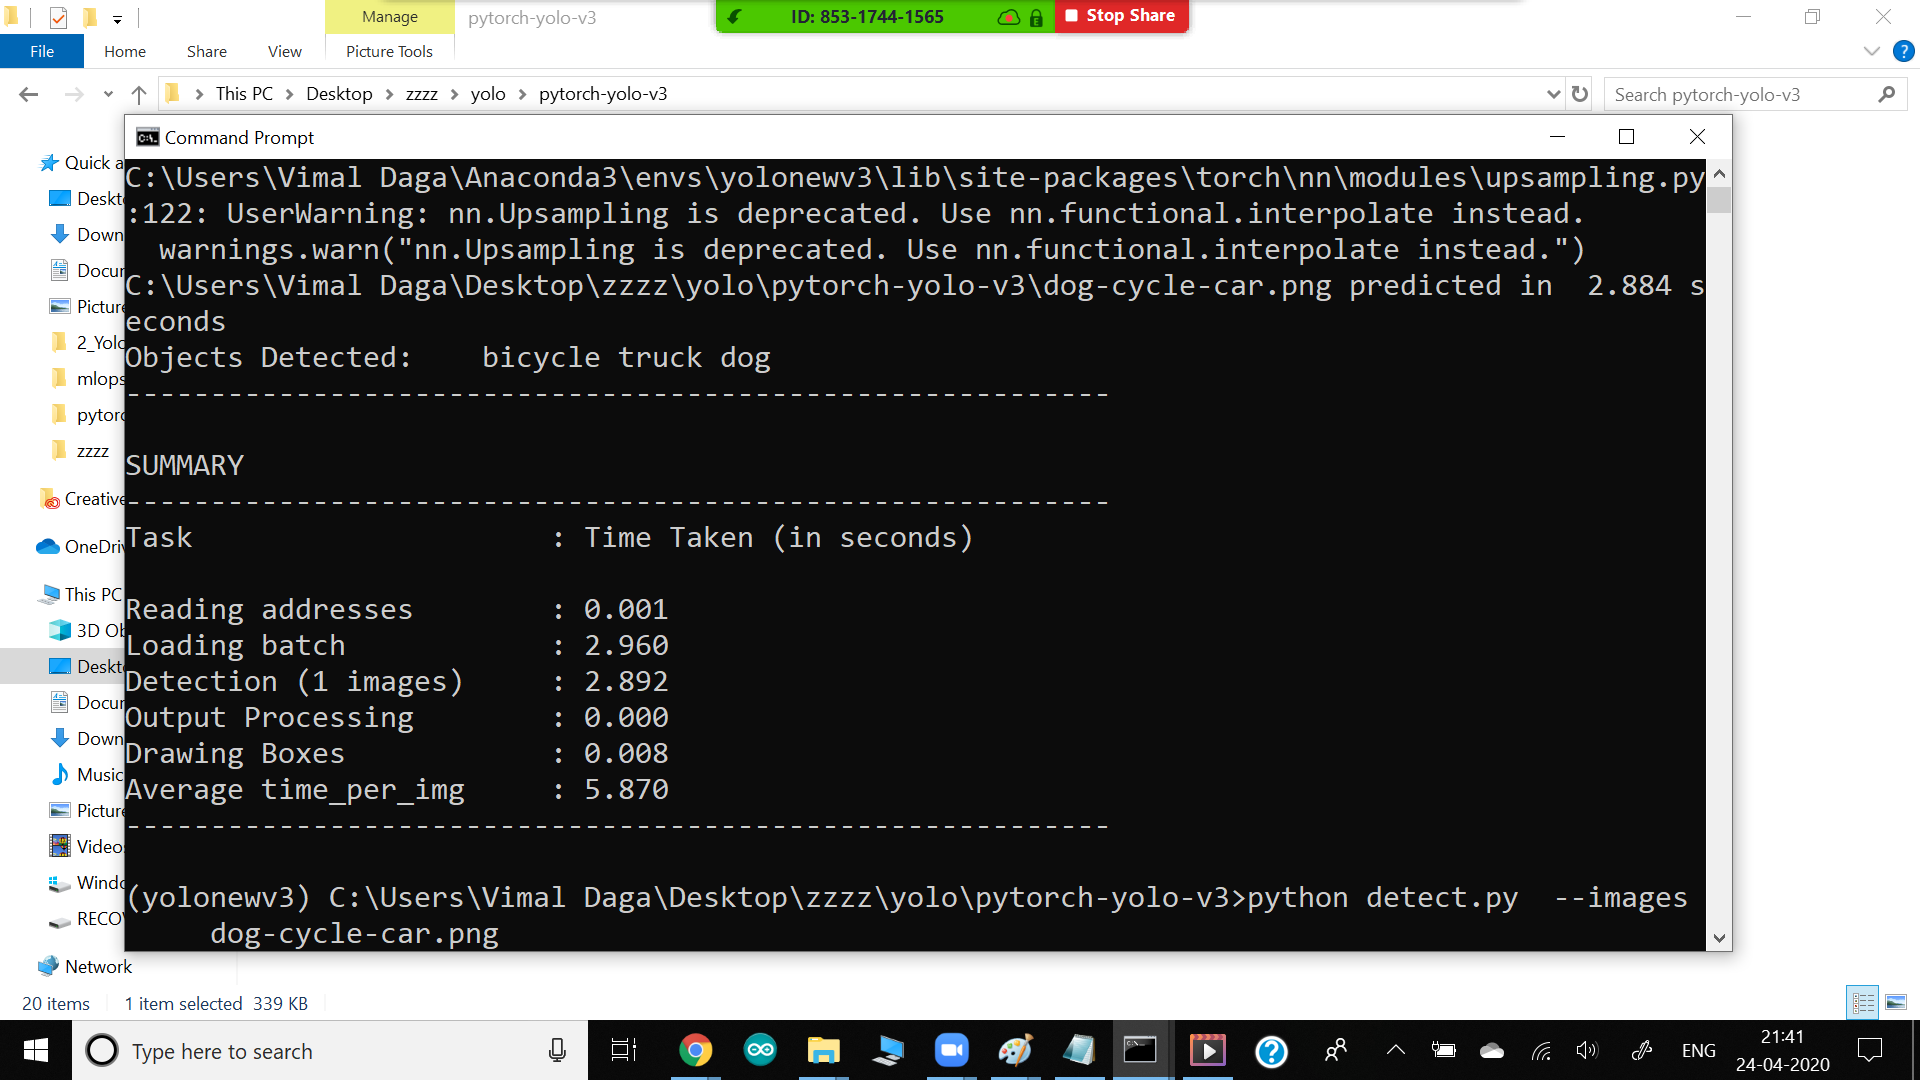 Manage
pytorch-yolo-v3
ID: 853-1744-1565
Stop Share
File
Home
Share
View
Picture Tools
This PC
Desktop
zzzz
yolo
pytorch-yolo-v3
Search pytorch-yolo-v3
Command Prompt
Quick a
Deskt
Down
Docur
Picture
2_Yolo
mlops
pytorc
zzzz
Creative
OneDri
This PC
3D Ob
Deskt
Docur
Down
Music
Picture
Video
Windo
RECO
Network
C:\Users\Vimal Daga\Anaconda3\envs\yolonewv3\lib\site-packages\torch\nn\modules\upsampling.py
:122: UserWarning: nn.Upsampling is deprecated. Use nn.functional.interpolate instead.
warnings.warn("nn.Upsampling is deprecated. Use nn.functional.interpolate instead.")
C:\Users\Vimal Daga\Desktop\zzzz\yolo\pytorch-yolo-v3\dog-cycle-car.png predicted in  2.884 s
econds
Objects Detected:    bicycle truck dog
----------------------------------------------------------
SUMMARY
----------------------------------------------------------
Task                     : Time Taken (in seconds)
Reading addresses        : 0.001
Loading batch            : 2.960
Detection (1 images)     : 2.892
Output Processing        : 0.000
Drawing Boxes            : 0.008
Average time_per_img     : 5.870
----------------------------------------------------------
(yolonewv3) C:\Users\Vimal Daga\Desktop\zzzz\yolo\pytorch-yolo-v3>python detect.py  --images
dog-cycle-car.png
20 items
1 item selected  339 KB
Type here to search
ENG
21:41
24-04-2020